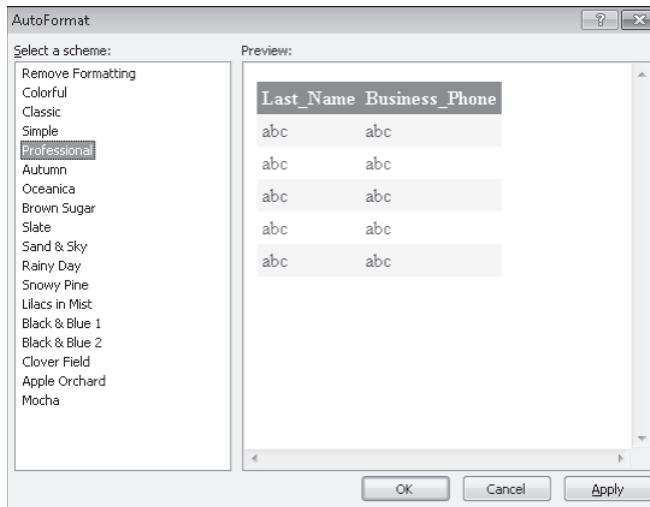 AutoFormat
Select a scheme:
Remove Formatting
Colorful
Classic
Simple
Professional
Autumn
Oceanica
Brown Sugar
Slate
Sand & Sky
Rainy Day
Snowy Pine
Lilacs in Mist
Black & Blue 1
Black & Blue 2
Clover Field
Apple Orchard
Mocha
Preview:
Last_Name Business_Phone
abc abc
abc abc
abc abc
abc abc
abc abc
OK Cancel Apply